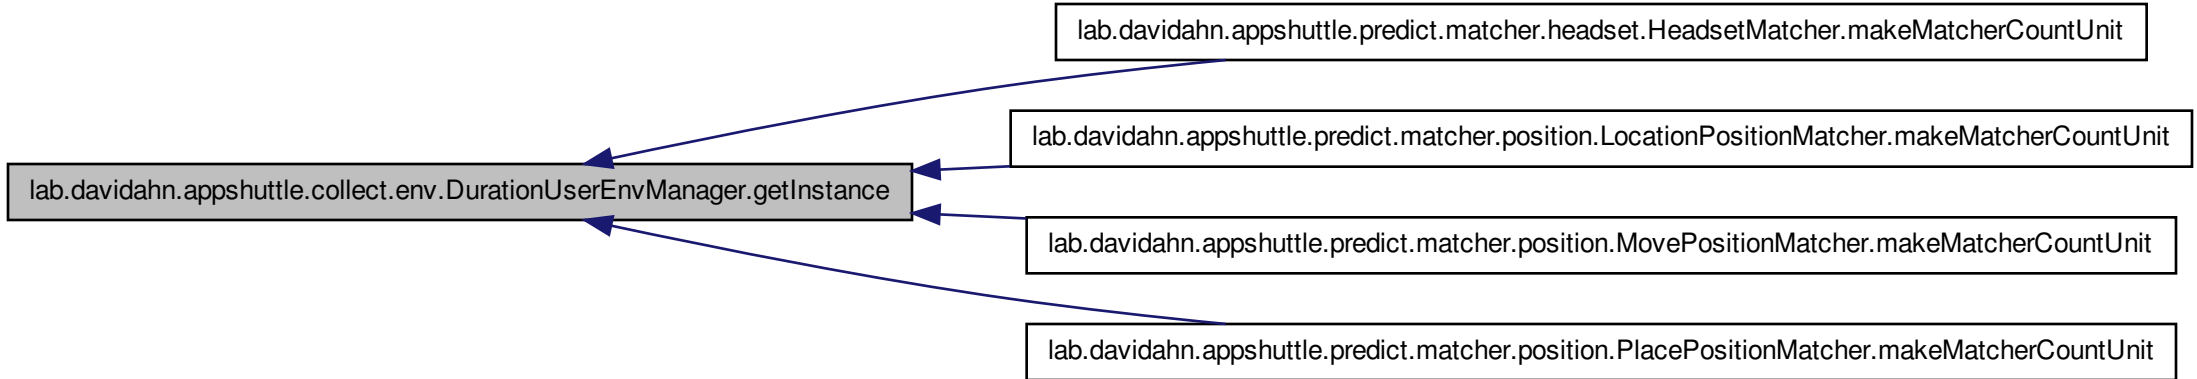 lab.davidahn.appshuttle.predict.matcher.headset.HeadsetMatcher.makeMatcherCountUnit
lab.davidahn.appshuttle.predict.matcher.position.LocationPositionMatcher.makeMatcherCountUnit
lab.davidahn.appshuttle.collect.env.DurationUserEnvManager.getInstance
lab.davidahn.appshuttle.predict.matcher.position.MovePositionMatcher.makeMatcherCountUnit
lab.davidahn.appshuttle.predict.matcher.position.PlacePositionMatcher.makeMatcherCountUnit